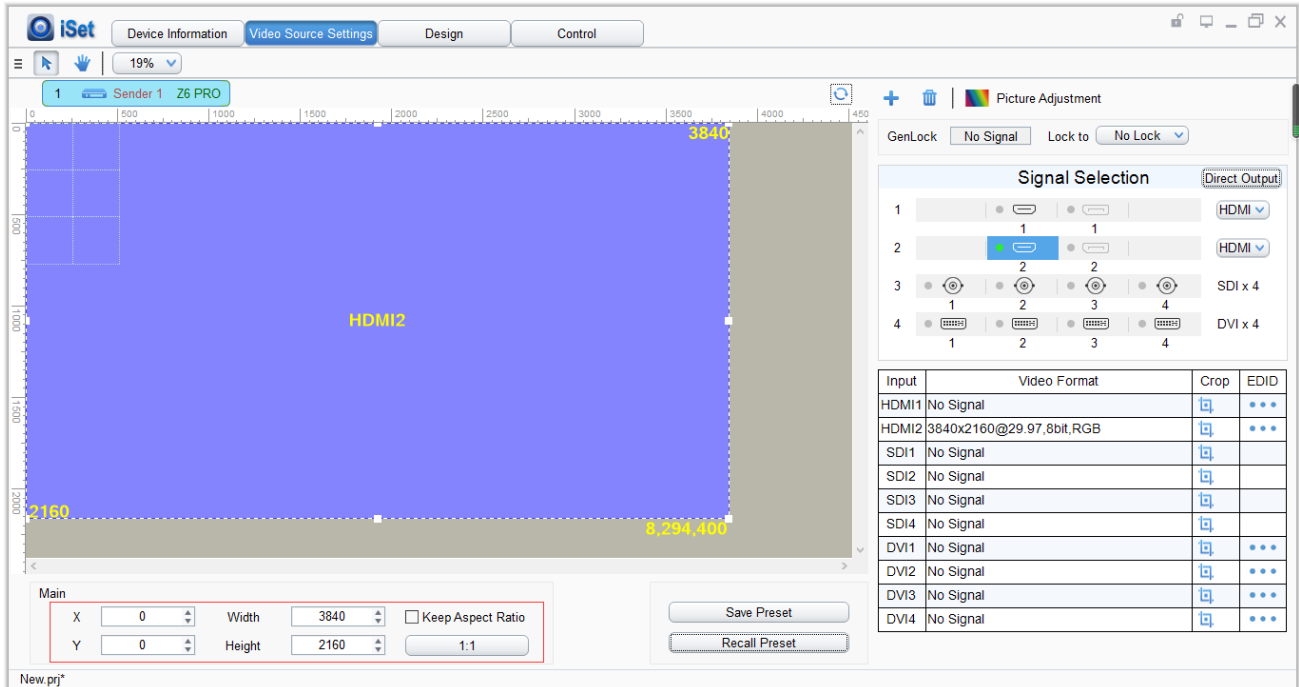 iSet
Device Information Video Source Settings Design Control
19%
1 Sender 1 Z6 PRO
0 500 1000 1500 2000 2500 3000 3500 4000 450
0
500
1000
1500
2000
3840
HDMI2
2160
8,294,400
Main
X 0 Width 3840 Keep Aspect Ratio
Y 0 Height 2160 1:1
Save Preset
Recall Preset
New.prj*
Picture Adjustment
GenLock No Signal Lock to No Lock
Signal Selection Direct Output
1 HDMI
1 1
2 HDMI
2 2
3 SDI x 4
1 2 3 4
4 DVI x 4
1 2 3 4
Input Video Format Crop EDID
HDMI1 No Signal
HDMI2 3840x2160@29.97,8bit,RGB
SDI1 No Signal
SDI2 No Signal
SDI3 No Signal
SDI4 No Signal
DVI1 No Signal
DVI2 No Signal
DVI3 No Signal
DVI4 No Signal